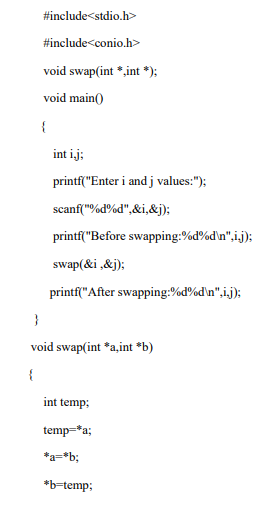 #include<stdio.h>
#include<conio.h>
void swap(int *,int *);
void main()
{
int i,j;
printf("Enter i and j values:");
scanf("%d%d",&i,&j);
printf("Before swapping:%d%d\n",i,j);
swap(&i ,&j);
printf("After swapping:%d%d\n",i,j);
}
void swap(int *a,int *b)
{
int temp;
temp=*a;
*a=*b;
*b=temp;